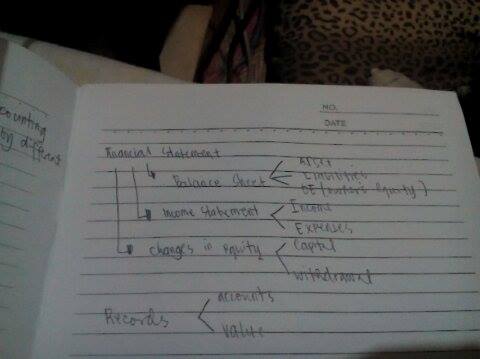 counting
by different
NO.
DATE
Financial Statement
Balance Sheet
Asset
Liabilities
OE (owner's equity)
Income Statement
Income
Expenses
Changes in equity
Capital
withdrawal
Records
accounts
value